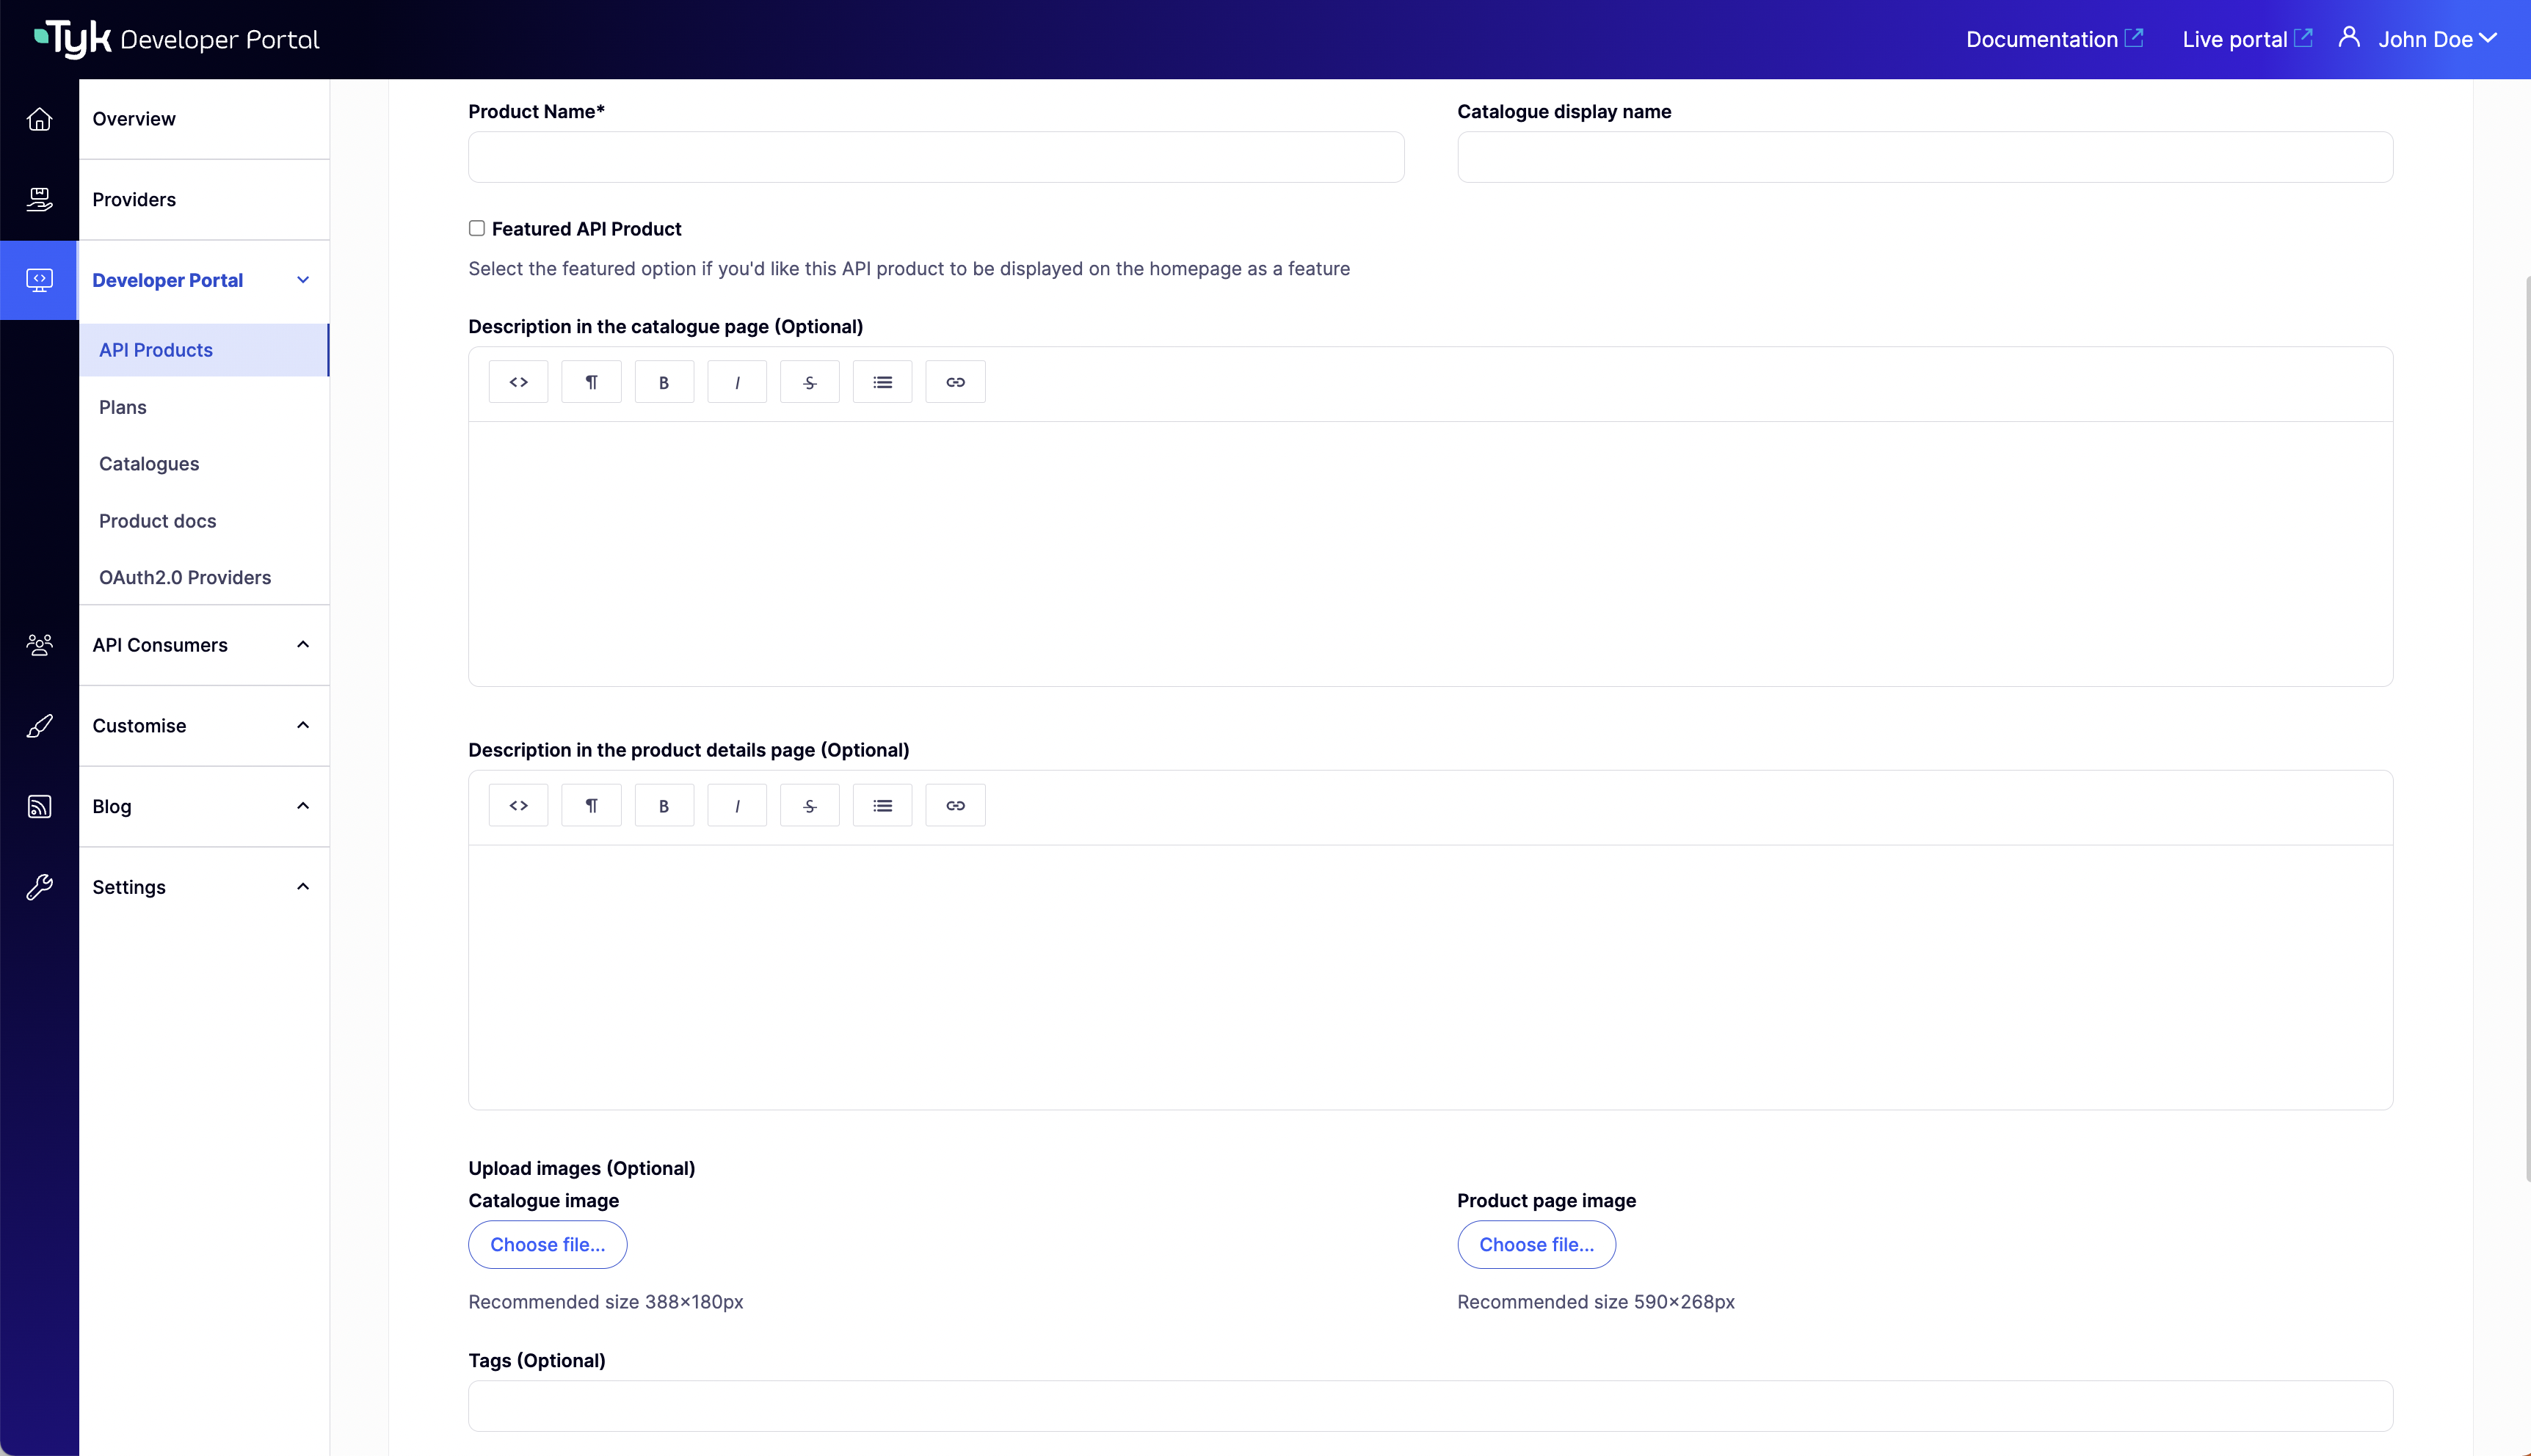 Tyk Developer Portal
Documentation
Live portal
John Doe
Overview
Providers
Developer Portal
API Products
Plans
Catalogues
Product docs
OAuth2.0 Providers
API Consumers
Customise
Blog
Settings
Product Name*
Catalogue display name
Featured API Product
Select the featured option if you'd like this API product to be displayed on the homepage as a feature
Description in the catalogue page (Optional)
<> ¶ B I S
Description in the product details page (Optional)
<> ¶ B I S
Upload images (Optional)
Catalogue image
Product page image
Choose file...
Choose file...
Recommended size 388×180px
Recommended size 590×268px
Tags (Optional)